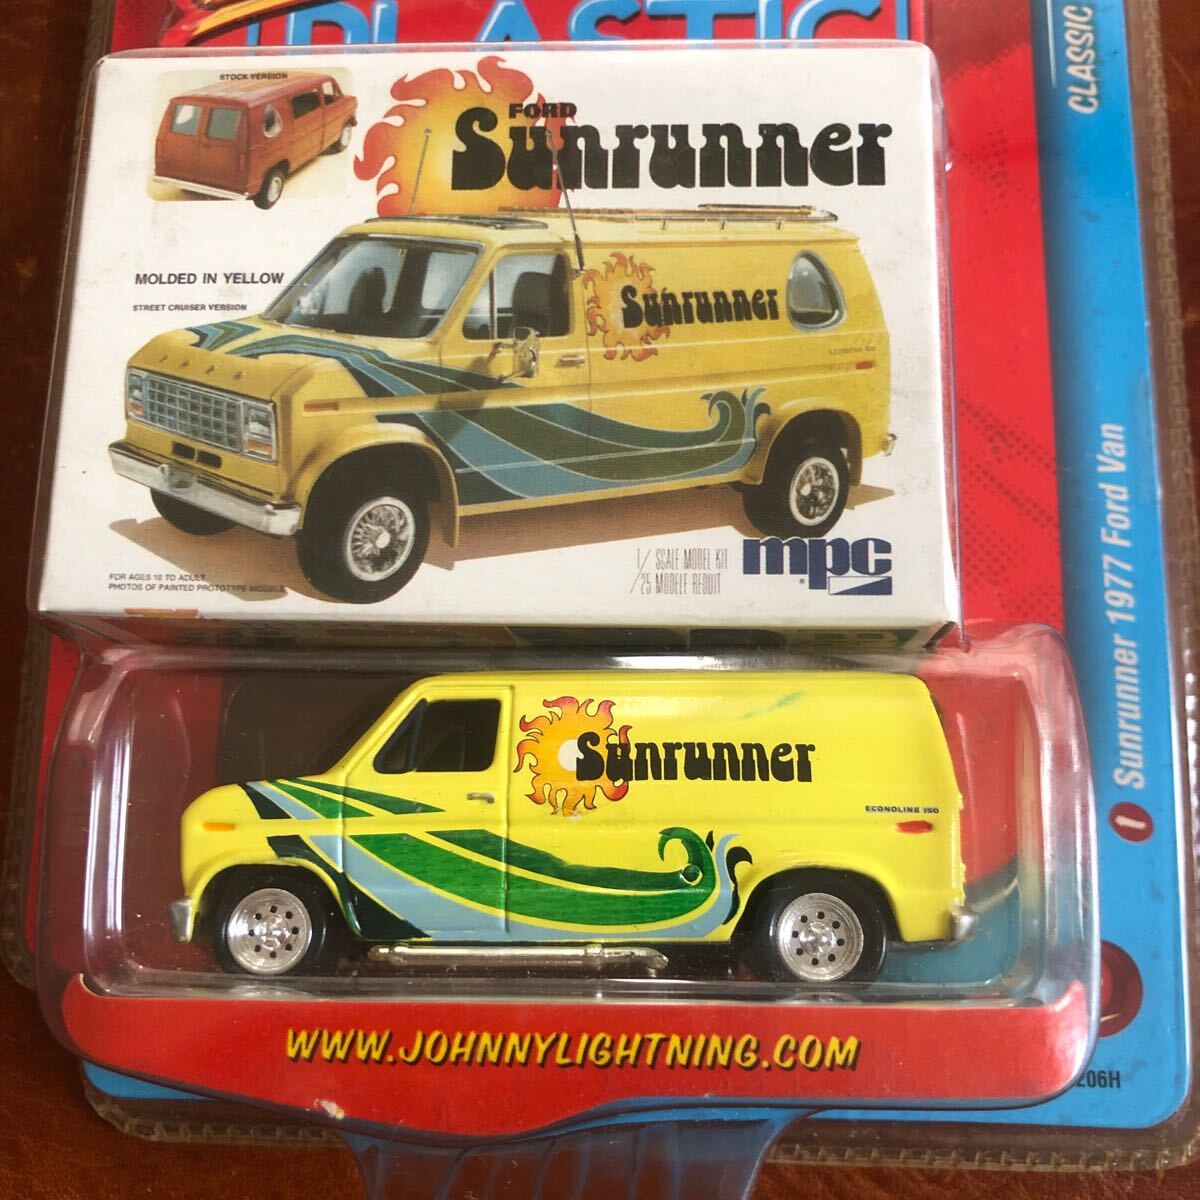 PLASTIC
CLASSIC
STOCK VERSION
FORD
Sunrunner
MOLDED IN YELLOW
STREET CRUISER VERSION
Sunrunner
1/25 SCALE MODEL KIT
MODELE REDUIT
mpc
FOR AGES 10 TO ADULT
PHOTOS OF PAINTED PROTOTYPE MODELS
Sunrunner
ECONOLINE 150
Sunrunner 1977 Ford Van
WWW.JOHNNYLIGHTNING.COM
206H